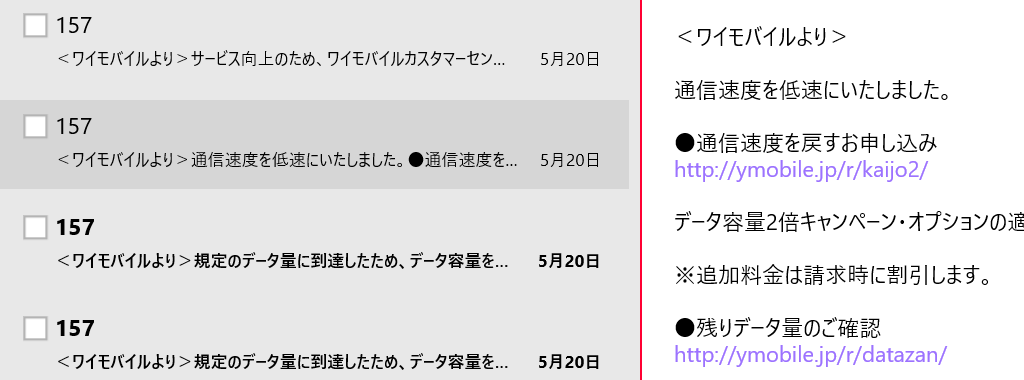 157
＜ワイモバイルより＞サービス向上のため、ワイモバイルカスタマーセン...
5月20日
157
＜ワイモバイルより＞通信速度を低速にいたしました。●通信速度を...
5月20日
157
＜ワイモバイルより＞規定のデータ量に到達したため、データ容量を...
5月20日
157
＜ワイモバイルより＞規定のデータ量に到達したため、データ容量を...
5月20日
＜ワイモバイルより＞
通信速度を低速にいたしました。
●通信速度を戻すお申し込み
http://ymobile.jp/r/kaijo2/
データ容量2倍キャンペーン・オプションの適
※追加料金は請求時に割引します。
●残りデータ量のご確認
http://ymobile.jp/r/datazan/